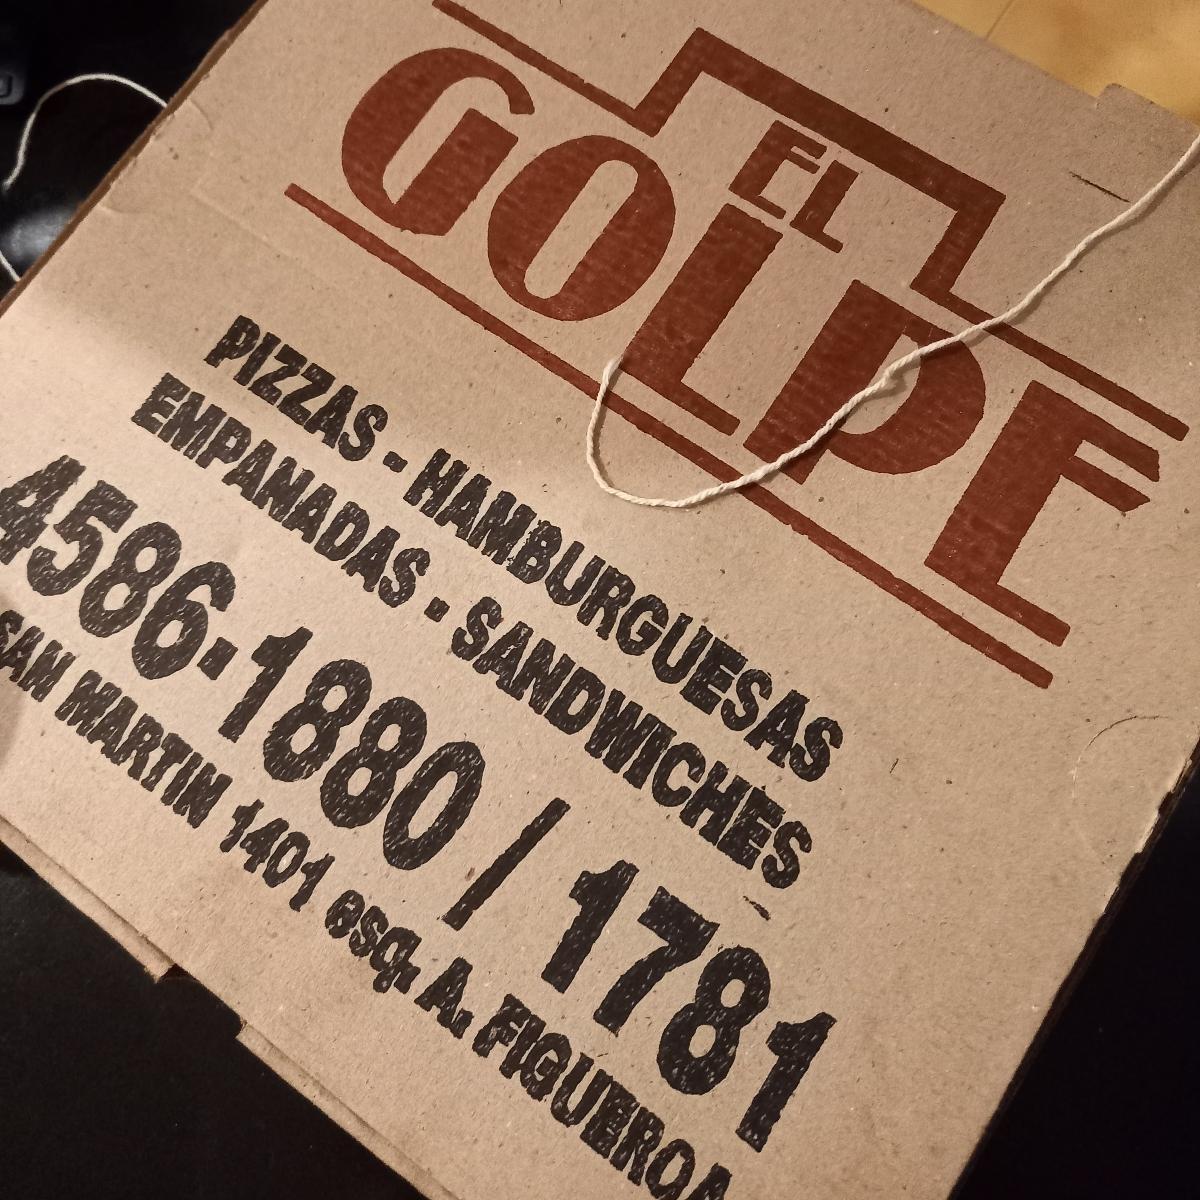 EL
GOLPE
PIZZAS - HAMBURGUESAS
EMPANADAS - SANDWICHES
4586-1880 / 1781
SAN MARTIN 1401 esq. A. FIGUEROA